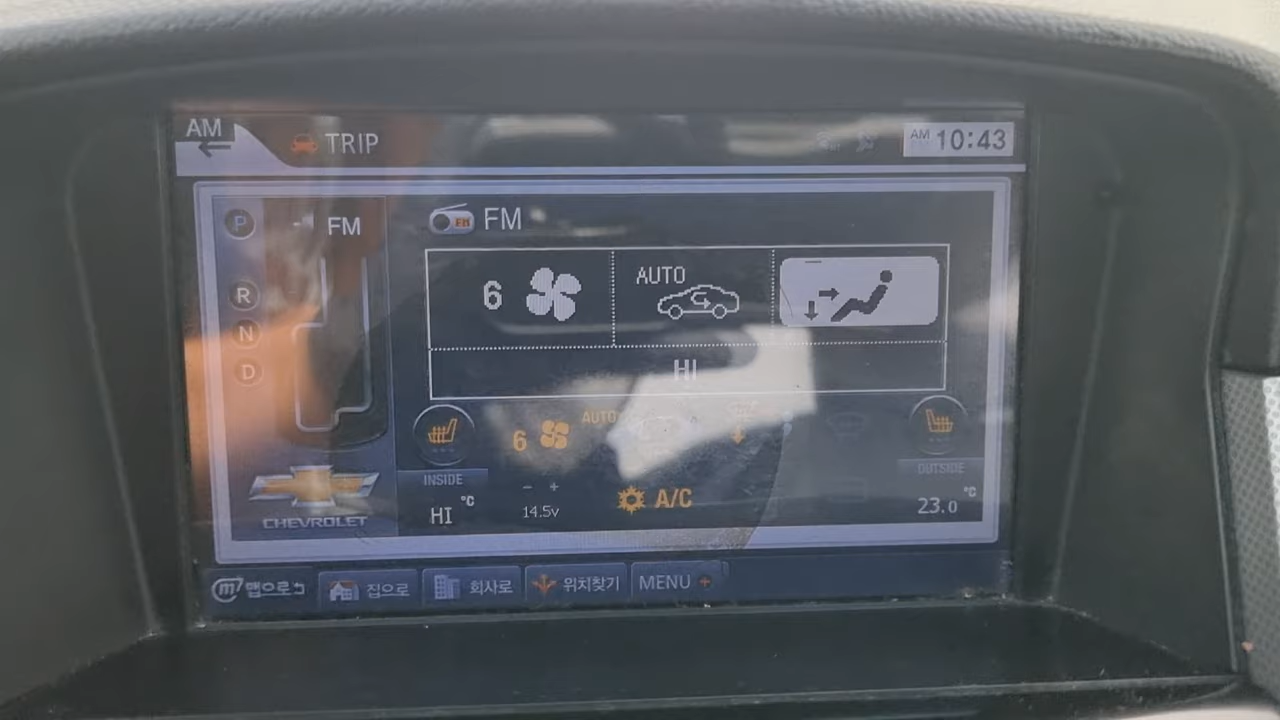 AM TRIP AM 10:43
P FM FM
R
N
D
6 AUTO
HI
6 AUTO
INSIDE OUTSIDE
HI °C - + 14.5v A/C 23.0 °C
CHEVROLET
m 맵으로 집으로 회사로 위치찾기 MENU +